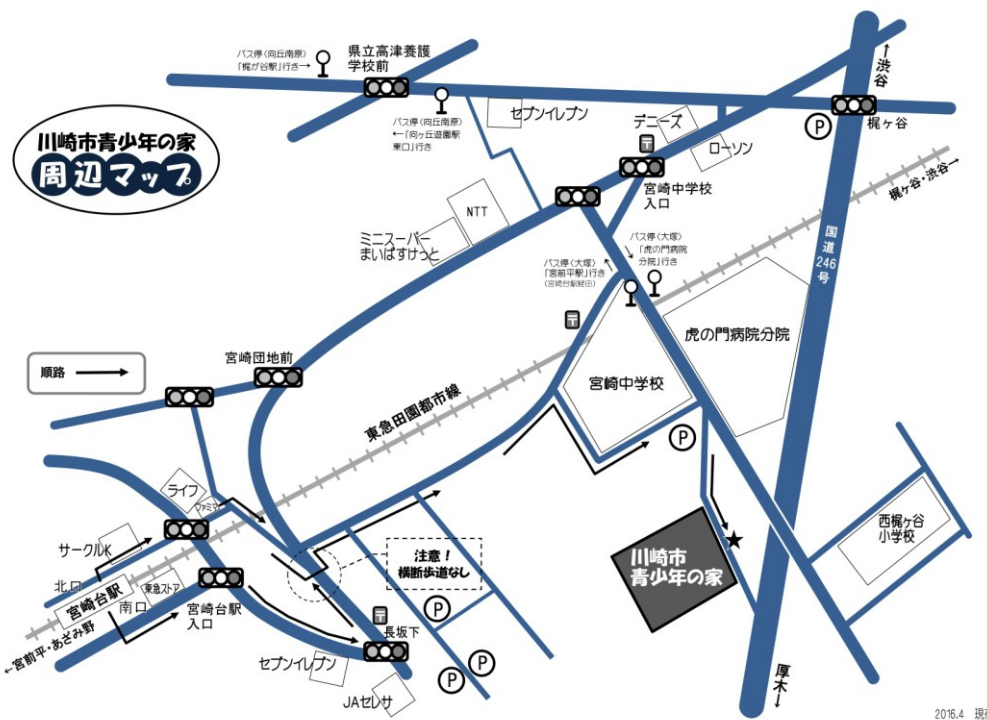 川崎市青少年の家
周辺マップ
バス停〈向丘南原〉
「梶が谷駅」行き→
県立高津養護
学校前
バス停〈向丘南原〉
←「向ヶ丘遊園駅
東口」行き
セブンイレブン
デニーズ
ローソン
宮崎中学校
入口
←渋谷
P
梶ヶ谷
梶ヶ谷・渋谷→
国道246号
NTT
ミニスーパー
まいばすけっと
バス停〈大塚〉
「虎の門病院
分院」行き
バス停〈大塚〉
「宮前平駅」行き
(宮崎台駅経由)
虎の門病院分院
宮崎中学校
P
順路
宮崎団地前
東急田園都市線
ライフ
ファミマ
サークルK
北口
宮崎台駅
南口
東急ストア
宮崎台駅
入口
←宮前平・あざみ野
注意！
横断歩道なし
P
長坂下
セブンイレブン
JAセレサ
P
P
川崎市
青少年の家
★
西梶ヶ谷
小学校
厚木→
2016.4